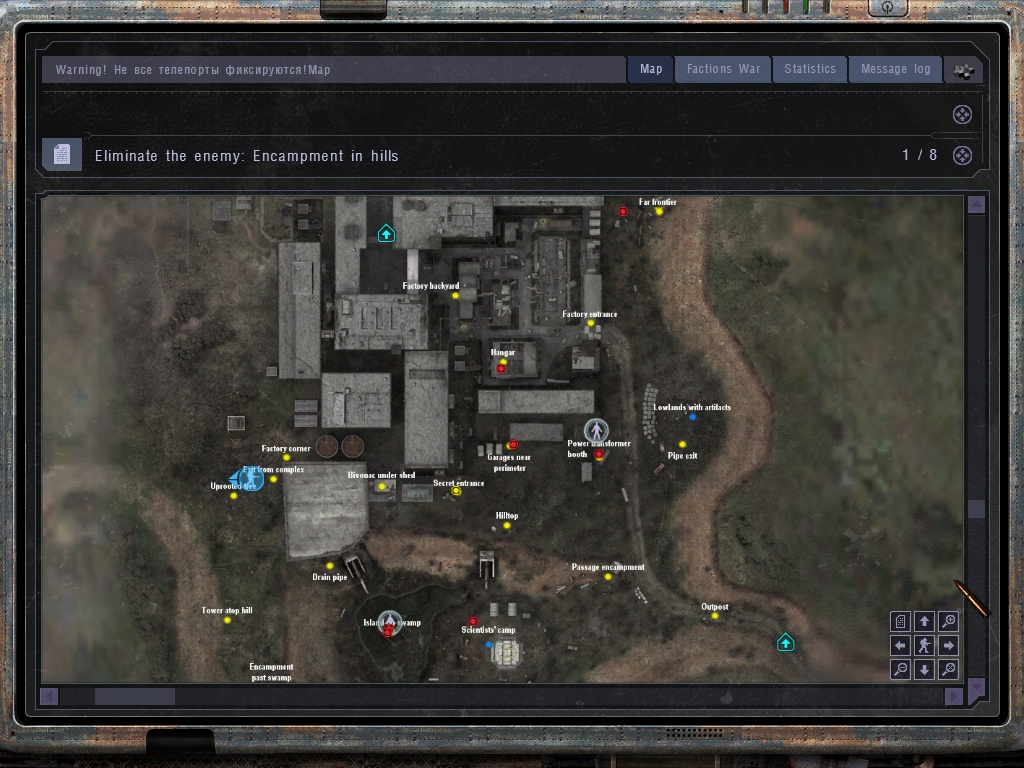 Warning! Не все телепорты фиксируются!Map
Map
Factions War
Statistics
Message log
Eliminate the enemy: Encampment in hills
1 / 8
Far frontier
Factory backyard
Factory entrance
Hangar
Lowlands with artifacts
Power transformer
booth
Pipe exit
Garages near
perimeter
Factory corner
Exit from complex
Uprooted tree
Bivouac under shed
Secret entrance
Hilltop
Drain pipe
Passage encampment
Tower atop hill
Outpost
Island swamp
Scientists' camp
Encampment
past swamp